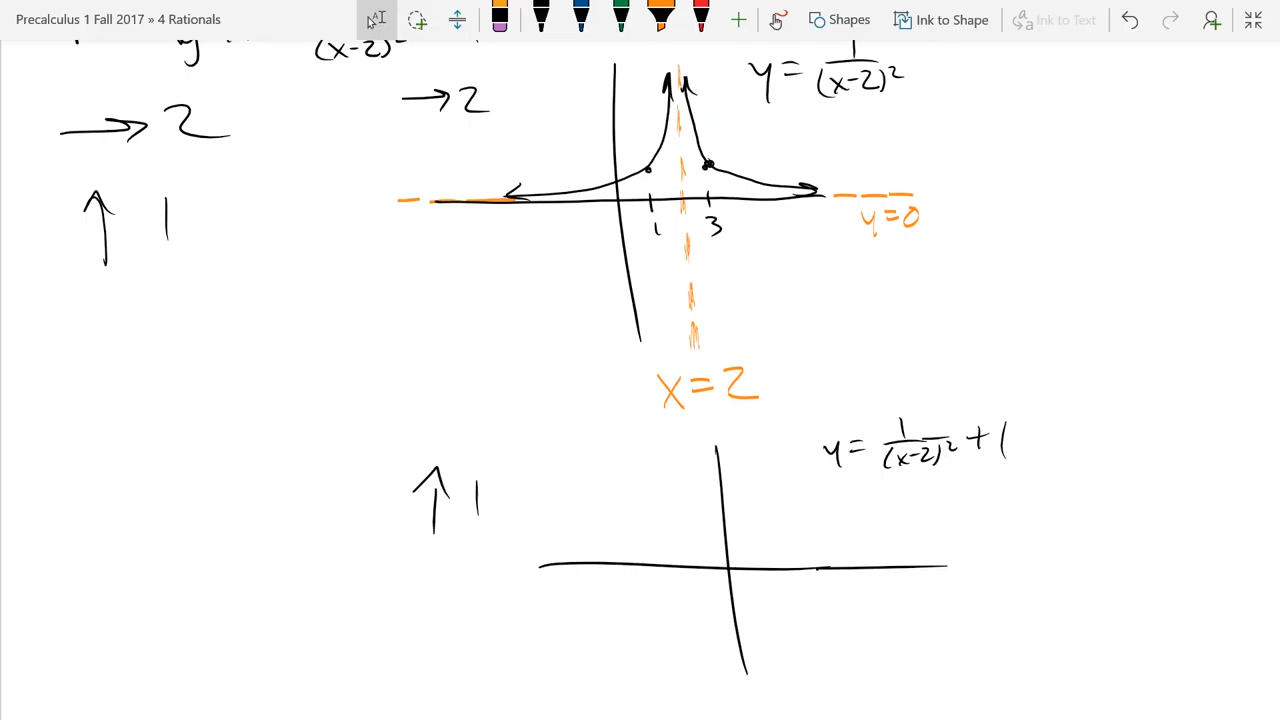 Precalculus 1 Fall 2017 » 4 Rationals
Shapes
Ink to Shape
Ink to Text
(x-2)²
y = 1/(x-2)²
→ 2
→ 2
↑ 1
1 3
y=0
x=2
y = 1/(x-2)² + 1
↑ 1